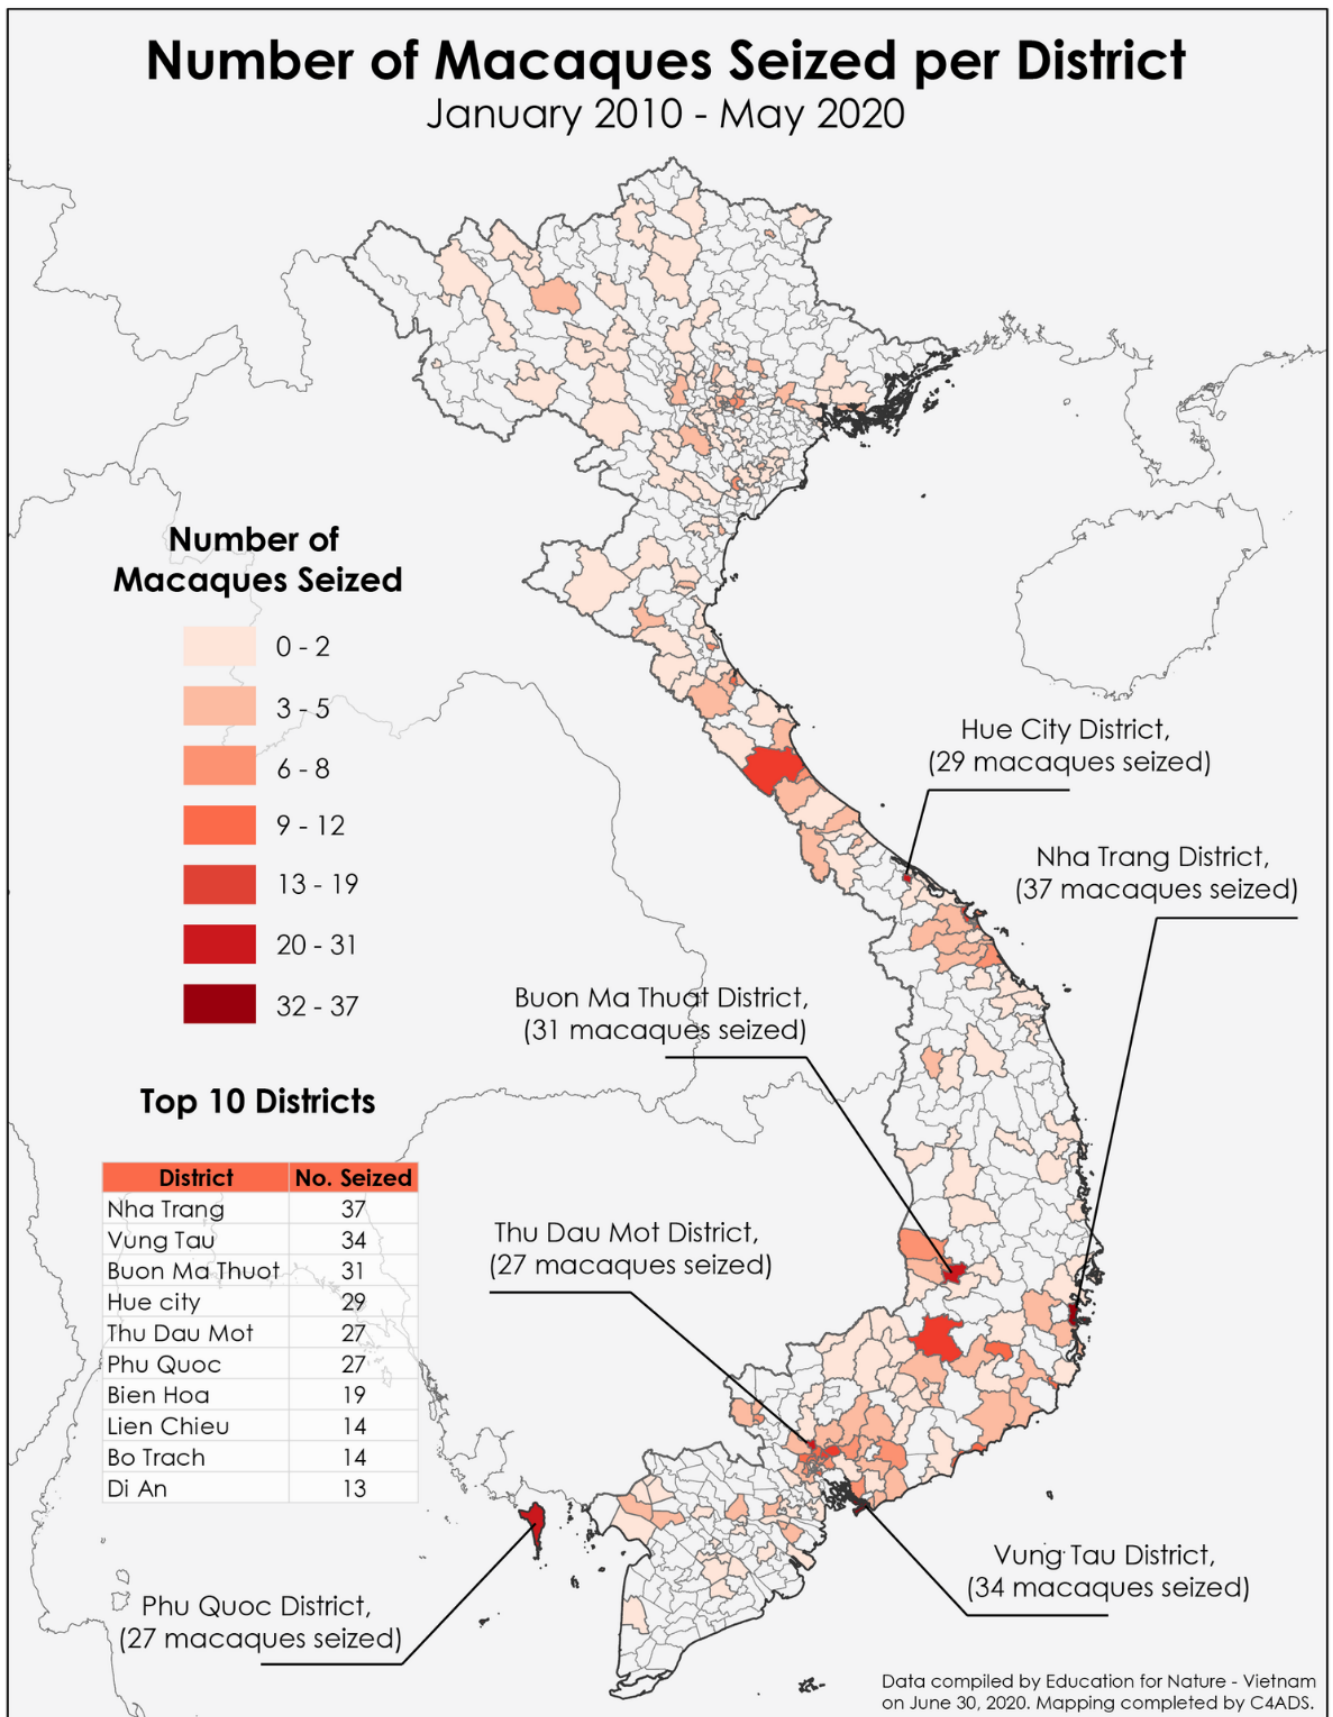 Number of Macaques Seized per District
January 2010 - May 2020
Number of
Macaques Seized
0 - 2
3 - 5
6 - 8
9 - 12
13 - 19
20 - 31
32 - 37
Hue City District,
(29 macaques seized)
Nha Trang District,
(37 macaques seized)
Buon Ma Thuat District,
(31 macaques seized)
Top 10 Districts
District No. Seized
Nha Trang 37
Vung Tau 34
Buon Ma Thuot 31
Hue city 29
Thu Dau Mot 27
Phu Quoc 27
Bien Hoa 19
Lien Chieu 14
Bo Trach 14
Di An 13
Thu Dau Mot District,
(27 macaques seized)
Vung Tau District,
(34 macaques seized)
Phu Quoc District,
(27 macaques seized)
Data compiled by Education for Nature - Vietnam
on June 30, 2020. Mapping completed by C4ADS.